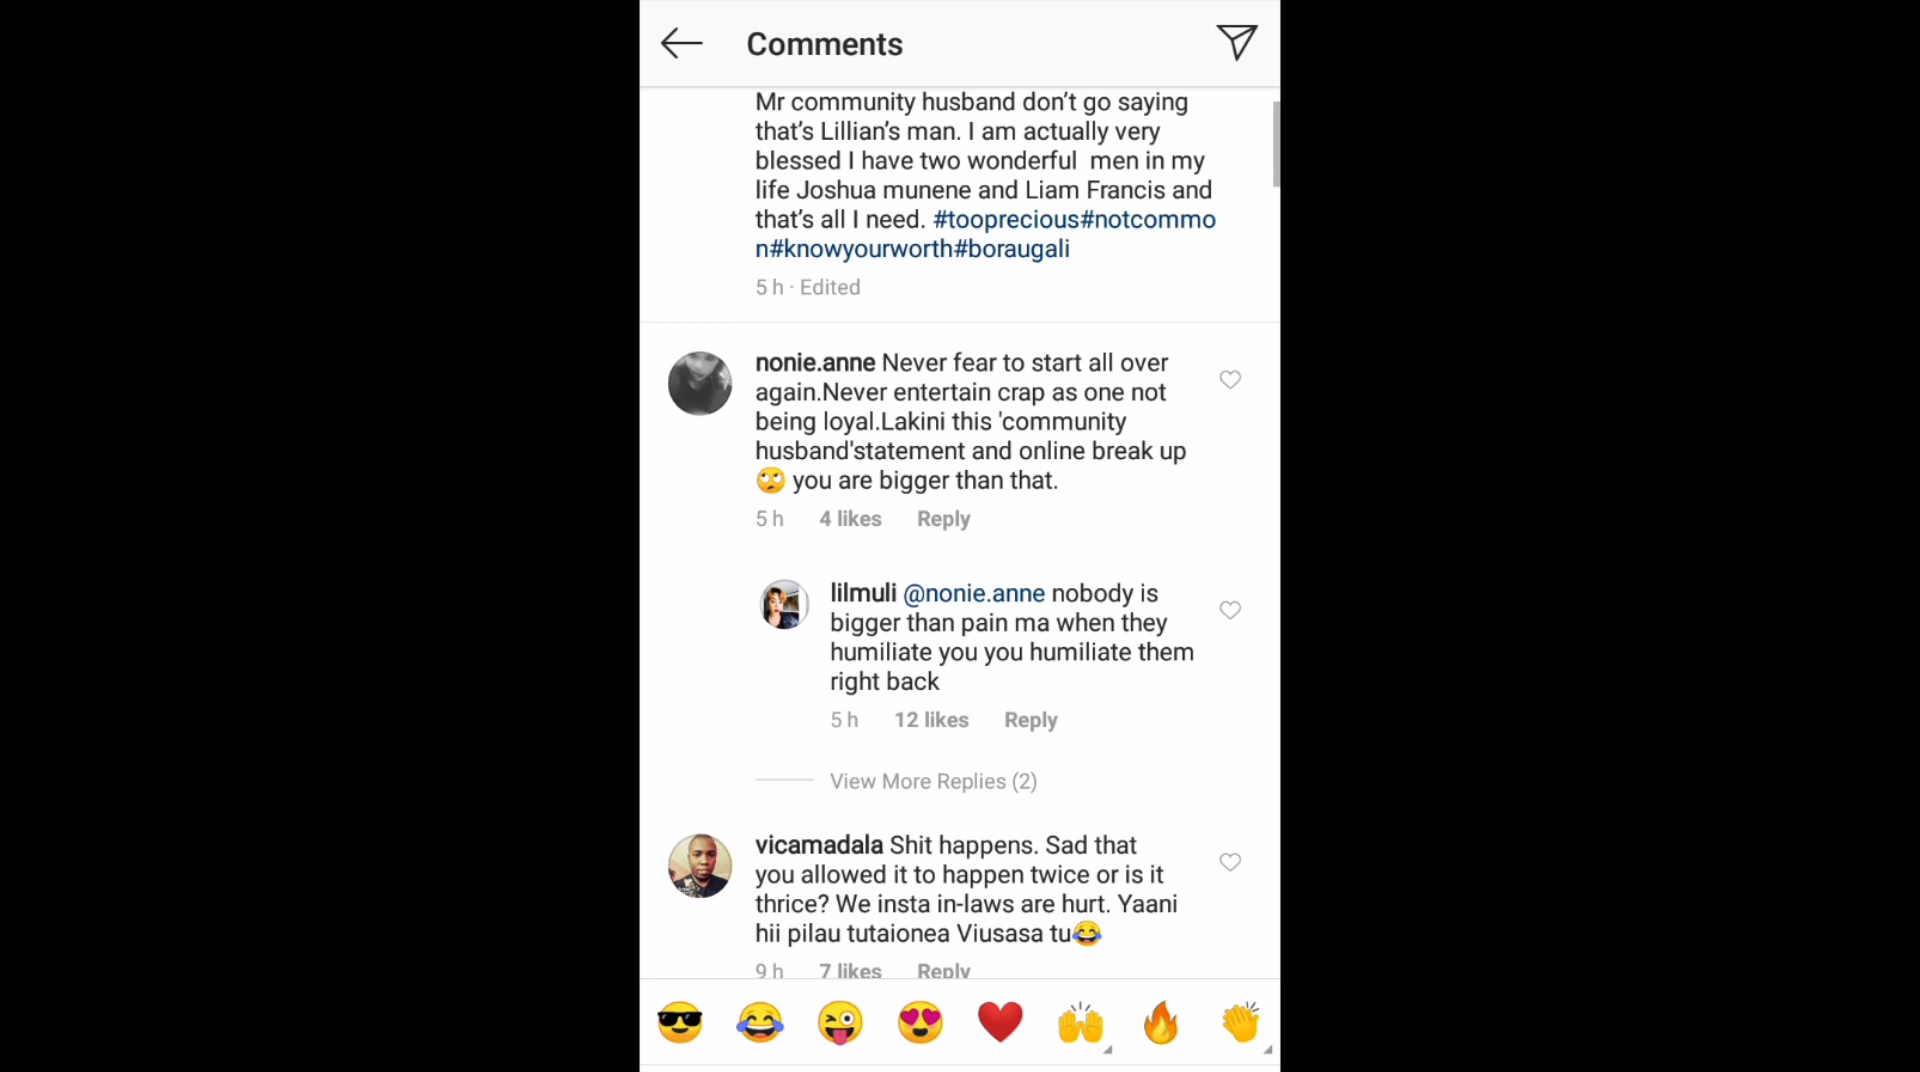 Comments
Mr community husband don’t go saying
that’s Lillian’s man. I am actually very
blessed I have two wonderful  men in my
life Joshua munene and Liam Francis and
that’s all I need. #tooprecious#notcommo
n#knowyourworth#boraugali
5 h · Edited
nonie.anne Never fear to start all over
again.Never entertain crap as one not
being loyal.Lakini this 'community
husband'statement and online break up
🙄 you are bigger than that.
5 h 4 likes Reply
lilmuli @nonie.anne nobody is
bigger than pain ma when they
humiliate you you humiliate them
right back
5 h 12 likes Reply
View More Replies (2)
vicamadala Shit happens. Sad that
you allowed it to happen twice or is it
thrice? We insta in-laws are hurt. Yaani
hii pilau tutaionea Viusasa tu😂
9 h 7 likes Reply